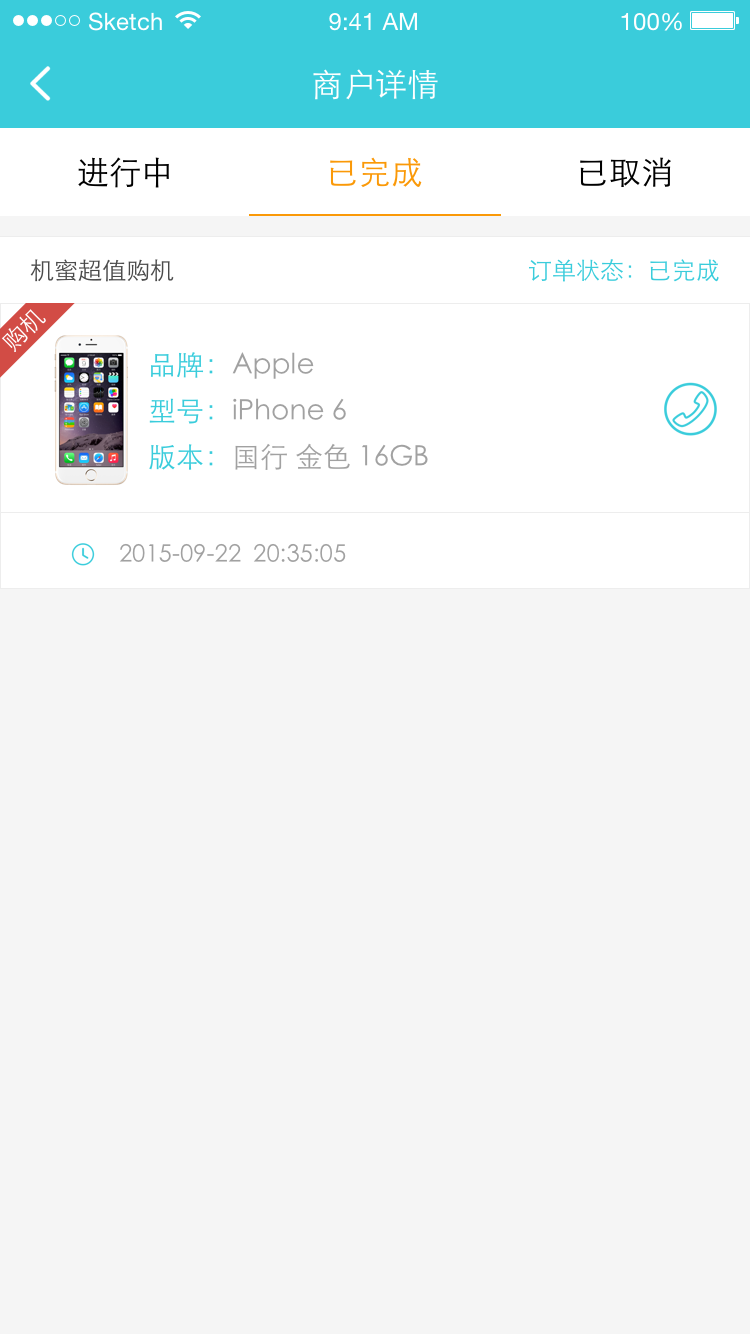 Sketch 9:41 AM 100%
商户详情
进行中 已完成 已取消
机蜜超值购机 订单状态：已完成
购机
品牌：Apple
型号：iPhone 6
版本：国行 金色 16GB
2015-09-22 20:35:05